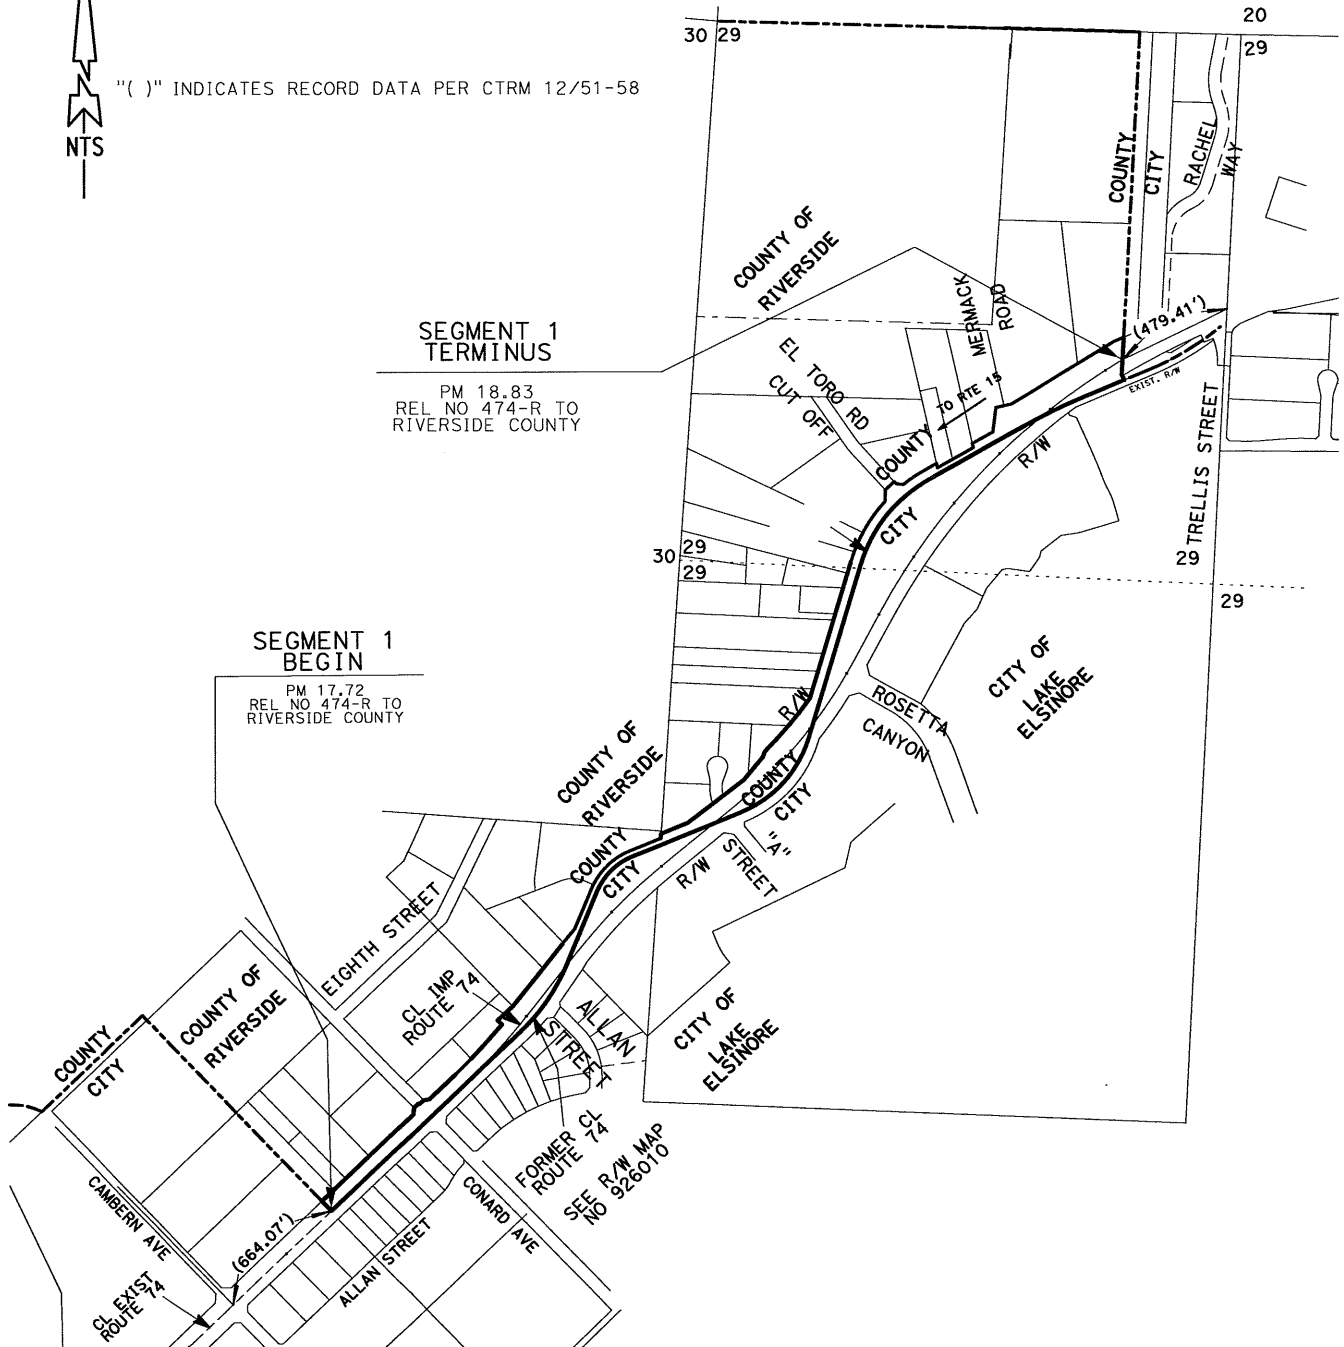 20
30 29
29
N
"( )" INDICATES RECORD DATA PER CTRM 12/51-58
NTS
COUNTY
CITY
RACHEL
WAY
COUNTY OF
RIVERSIDE
MERMACK
ROAD
(479.41')
SEGMENT 1
TERMINUS
PM 18.83
REL NO 474-R TO
RIVERSIDE COUNTY
EL TORO RD
CUT OFF
TO RTE 15
EXIST. R/W
COUNTY
R/W
TRELLIS STREET
CITY
30
29
29
29
29
SEGMENT 1
BEGIN
PM 17.72
REL NO 474-R TO
RIVERSIDE COUNTY
CITY OF
LAKE
ELSINORE
R/W
ROSETTA
CANYON
COUNTY OF
RIVERSIDE
COUNTY
CITY
"A"
STREET
COUNTY
CITY
R/W
EIGHTH STREET
CL IMP
ROUTE 74
ALLAN
STREET
CITY OF
LAKE
ELSINORE
COUNTY OF
RIVERSIDE
COUNTY
CITY
FORMER CL
ROUTE 74
SEE R/W MAP
NO 926010
CAMBERN AVE
(664.07')
CONARD AVE
ALLAN STREET
CL EXIST
ROUTE 74